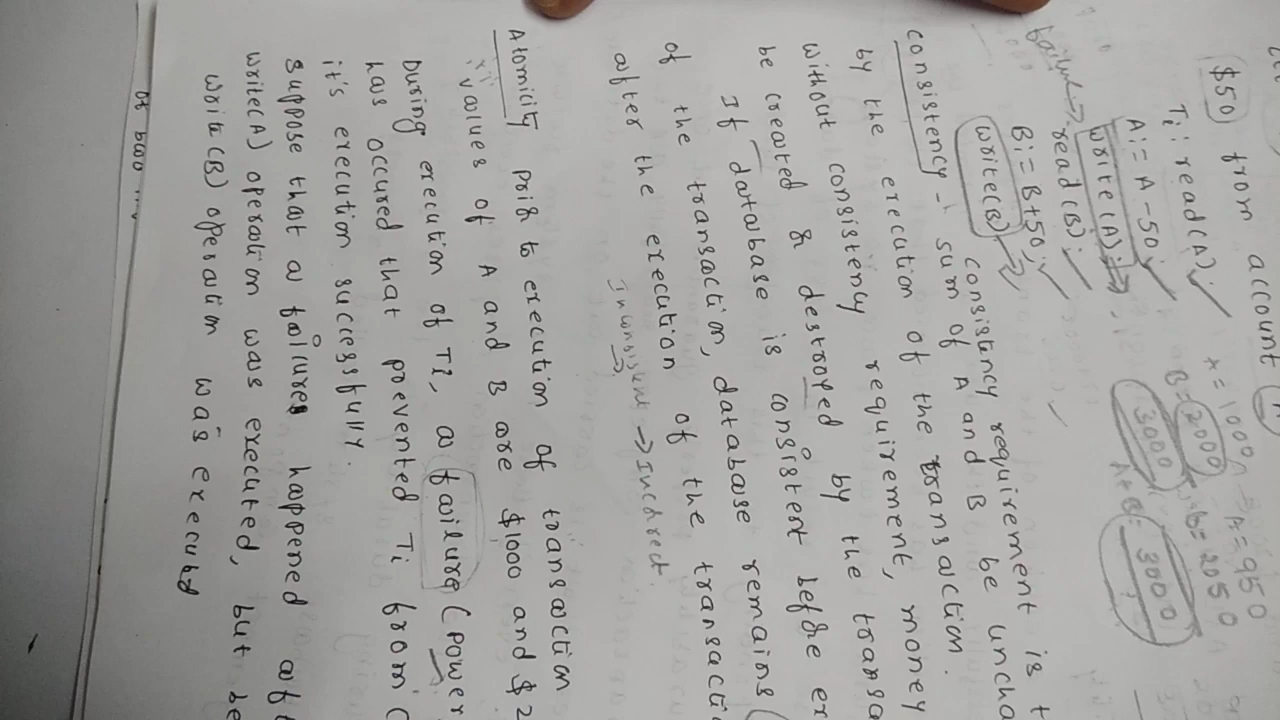 $50 from account
Ti: read(A);
A:= A-50;
write(A);
failure → read(B);
B:= B+50;
write(B) →
A=1000 A=950
B=2000 b=2050
3000 A+B= 3000
consistency - consistency requirement is t
sum of A and B be uncha
by the execution of the transaction.
without consistency requirement, money
be created & destroyed by the transa
If database is consistent before ex
of the transaction, database remains
after the execution of the transacti
Inconsistent → Incorrect.
Atomicity prior to execution of transaction
values of A and B are $1000 and $2
During execution of Ti, a failure (power
has occured that prevented Ti from
it's execution successfully.
suppose that a failures happened af
write(A) operation was executed, but be
write(B) operation was executed